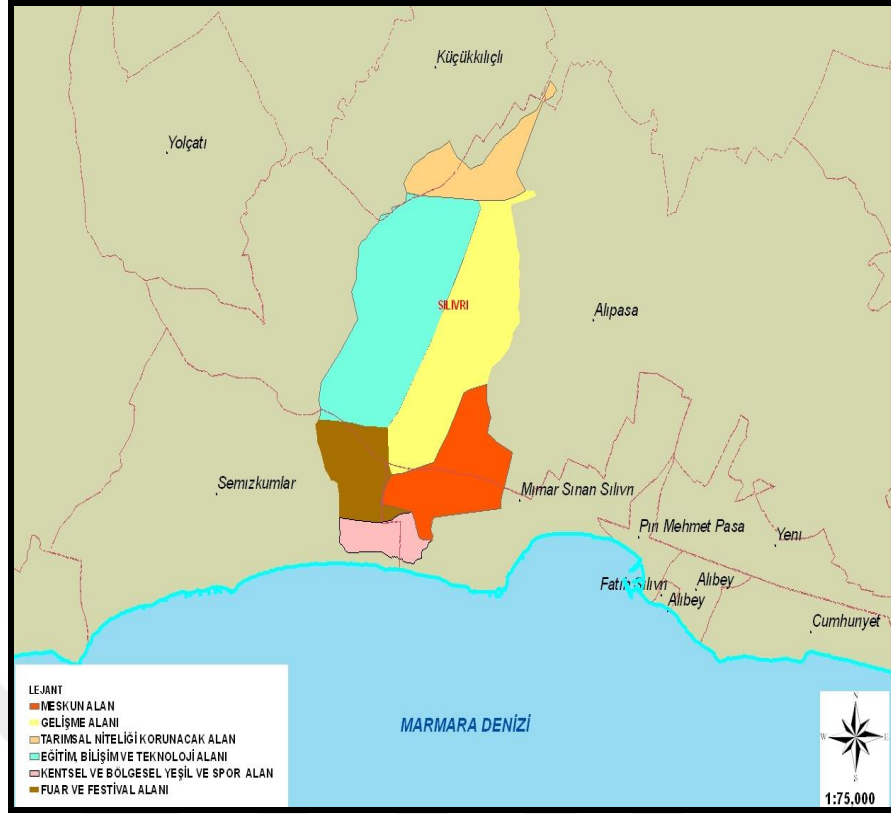 Küçükkılıçlı
Yolçatı
SILIVRI
Alıpasa
Semızkumlar
Mımar Sınan Sılıvrı
Pırı Mehmet Pasa
Yenı
Fatıh Sılıvrı
Alıbey
Alıbey
Cumhurıyet
MARMARA DENİZİ
LEJANT
MESKUN ALAN
GELİŞME ALANI
TARIMSAL NİTELİĞİ KORUNACAK ALAN
EĞİTİM, BİLİŞİM VE TEKNOLOJİ ALANI
KENTSEL VE BÖLGESEL YEŞİL VE SPOR ALAN
FUAR VE FESTİVAL ALANI
N
W E
S
1:75,000